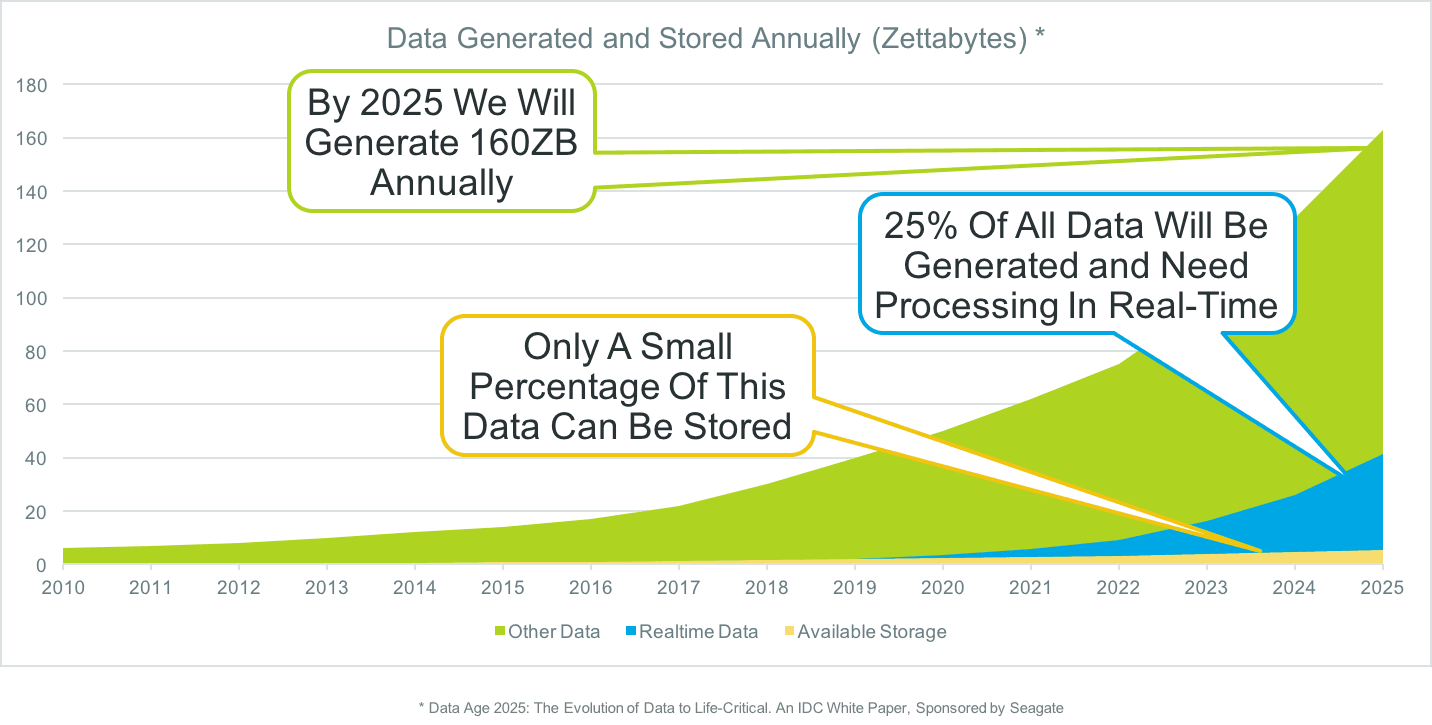 Data Generated and Stored Annually (Zettabytes) *
180
160
140
120
100
80
60
40
20
0
By 2025 We Will
Generate 160ZB
Annually
25% Of All Data Will Be
Generated and Need
Processing In Real-Time
Only A Small
Percentage Of This
Data Can Be Stored
2010 2011 2012 2013 2014 2015 2016 2017 2018 2019 2020 2021 2022 2023 2024 2025
Other Data Realtime Data Available Storage
* Data Age 2025: The Evolution of Data to Life-Critical. An IDC White Paper, Sponsored by Seagate